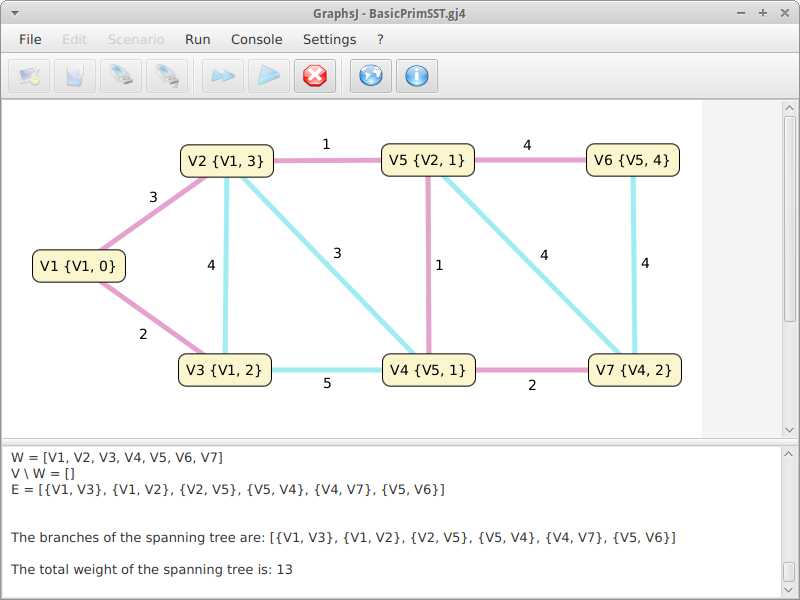 GraphsJ - BasicPrimSST.gj4
File Edit Scenario Run Console Settings ?
1
4
V2 {V1, 3}
V5 {V2, 1}
V6 {V5, 4}
3
3
4
4
1
4
V1 {V1, 0}
2
V3 {V1, 2}
V4 {V5, 1}
V7 {V4, 2}
5
2
W = [V1, V2, V3, V4, V5, V6, V7]
V \ W = []
E = [{V1, V3}, {V1, V2}, {V2, V5}, {V5, V4}, {V4, V7}, {V5, V6}]
The branches of the spanning tree are: [{V1, V3}, {V1, V2}, {V2, V5}, {V5, V4}, {V4, V7}, {V5, V6}]
The total weight of the spanning tree is: 13